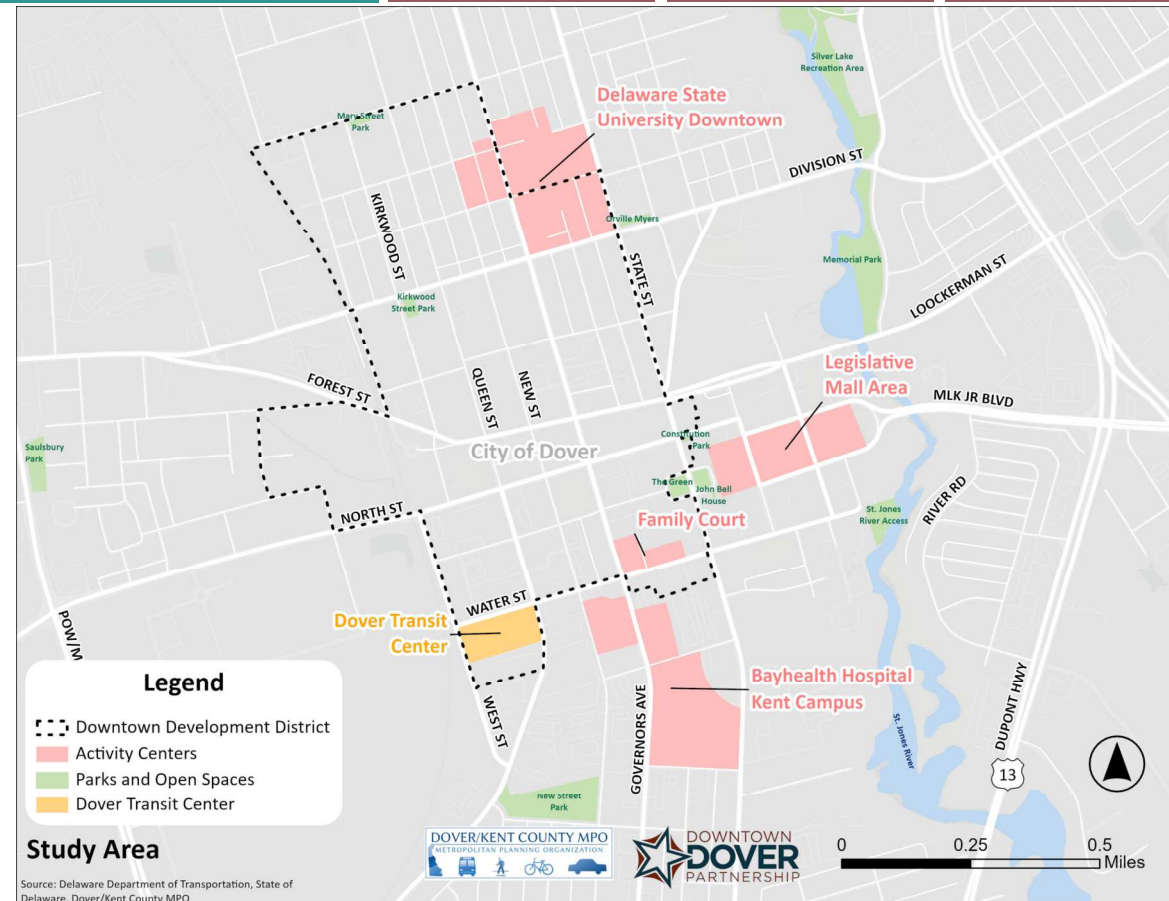 Silver Lake
Recreation Area
Delaware State
University Downtown
Mary Street
Park
DIVISION ST
KIRKWOOD ST
Orville Myers
STATE ST
Memorial Park
LOOCKERMAN ST
Kirkwood
Street Park
Legislative
Mall Area
FOREST ST
QUEEN ST
NEW ST
MLK JR BLVD
Constitution
Park
City of Dover
Saulsbury
Park
The Green
John Bell
House
NORTH ST
Family Court
St. Jones
River Access
RIVER RD
WATER ST
Dover Transit
Center
POW/M
Bayhealth Hospital
Kent Campus
WEST ST
GOVERNORS AVE
St. Jones River
DUPONT HWY
13
New Street
Park
Legend
Downtown Development District
Activity Centers
Parks and Open Spaces
Dover Transit Center
Study Area
Source: Delaware Department of Transportation, State of
Delaware, Dover/Kent County MPO
DOVER/KENT COUNTY MPO
METROPOLITAN PLANNING ORGANIZATION
DOWNTOWN
DOVER
PARTNERSHIP
0 0.25 0.5
Miles